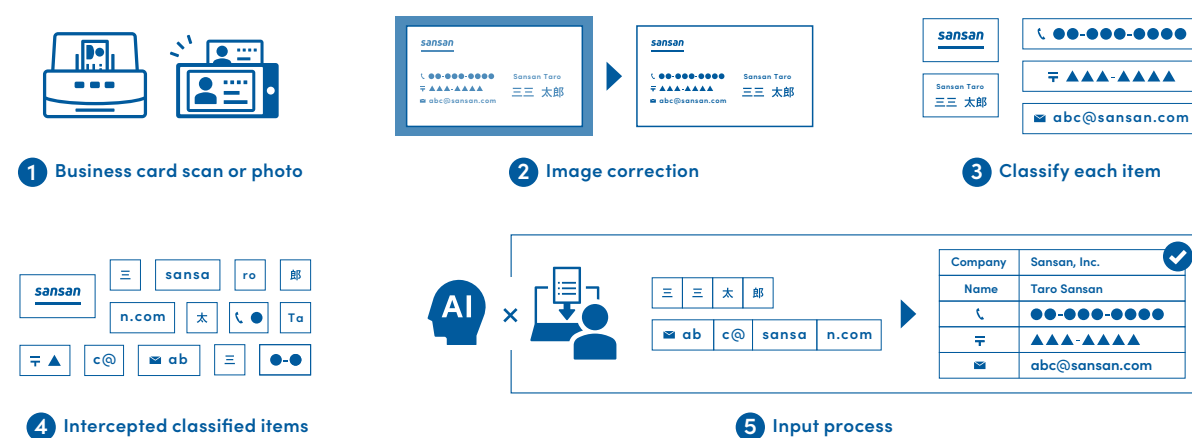 1 Business card scan or photo
sansan
●●-●●●-●●●●
〒 ▲▲▲-▲▲▲▲
abc@sansan.com
Sansan Taro
三三 太郎
sansan
●●-●●●-●●●●
〒 ▲▲▲-▲▲▲▲
abc@sansan.com
Sansan Taro
三三 太郎
2 Image correction
sansan
●●-●●●-●●●●
Sansan Taro
三三 太郎
〒 ▲▲▲-▲▲▲▲
abc@sansan.com
3 Classify each item
sansan
三 sansa ro 郎
n.com 太 ● Ta
〒 ▲ c@ ab 三 ●-●
4 Intercepted classified items
AI ×
三 三 太 郎
ab c@ sansa n.com
Company Sansan, Inc.
Name Taro Sansan
●●-●●●-●●●●
〒 ▲▲▲-▲▲▲▲
abc@sansan.com
5 Input process